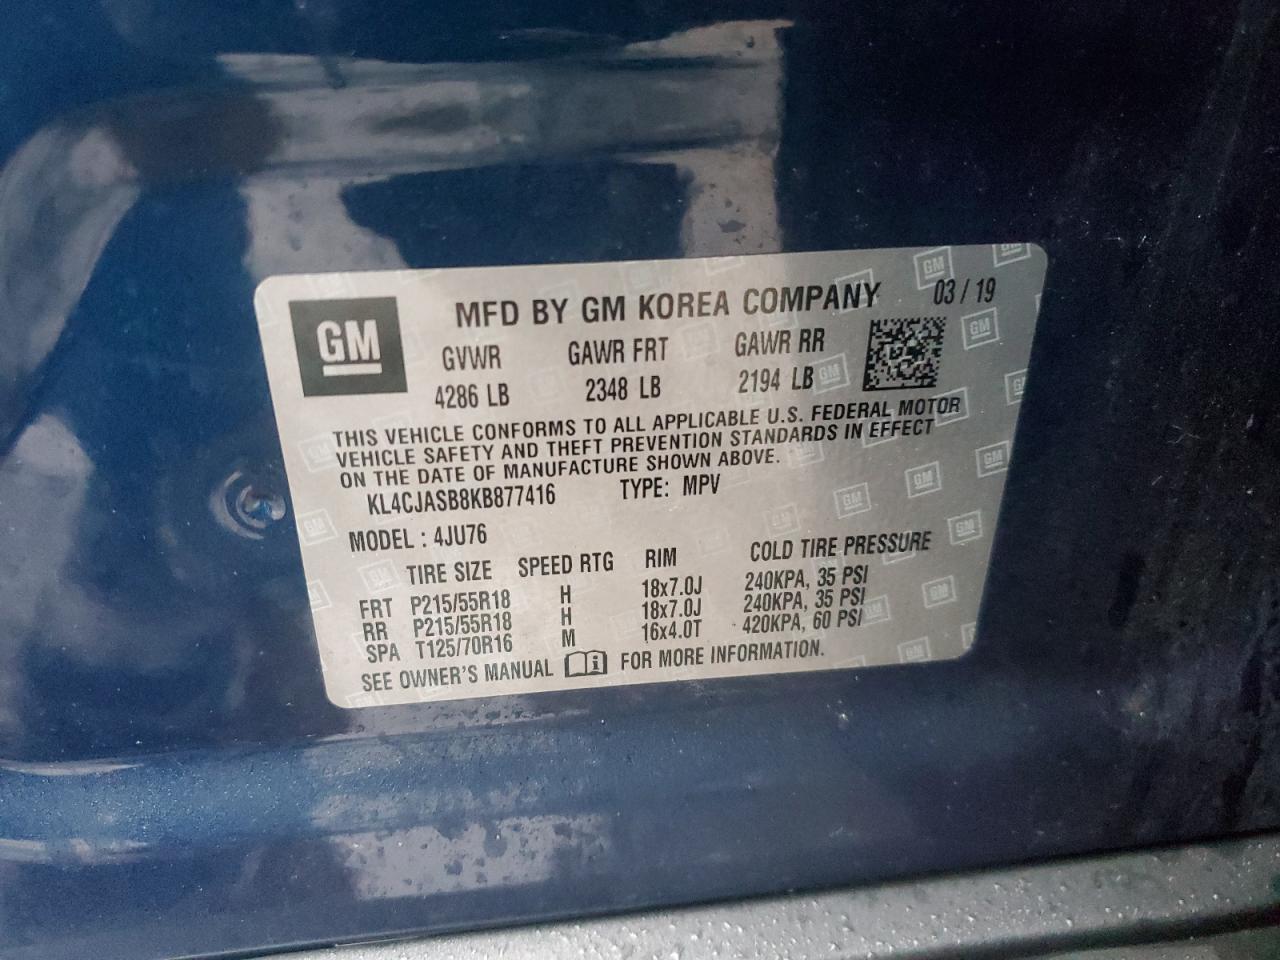 GM
MFD BY GM KOREA COMPANY 03 / 19
GVWR GAWR FRT GAWR RR
4286 LB 2348 LB 2194 LB
THIS VEHICLE CONFORMS TO ALL APPLICABLE U.S. FEDERAL MOTOR
VEHICLE SAFETY AND THEFT PREVENTION STANDARDS IN EFFECT
ON THE DATE OF MANUFACTURE SHOWN ABOVE.
KL4CJASB8KB877416 TYPE: MPV
MODEL : 4JU76
TIRE SIZE SPEED RTG RIM COLD TIRE PRESSURE
FRT P215/55R18 H 18x7.0J 240KPA, 35 PSI
RR P215/55R18 H 18x7.0J 240KPA, 35 PSI
SPA T125/70R16 M 16x4.0T 420KPA, 60 PSI
SEE OWNER'S MANUAL FOR MORE INFORMATION.